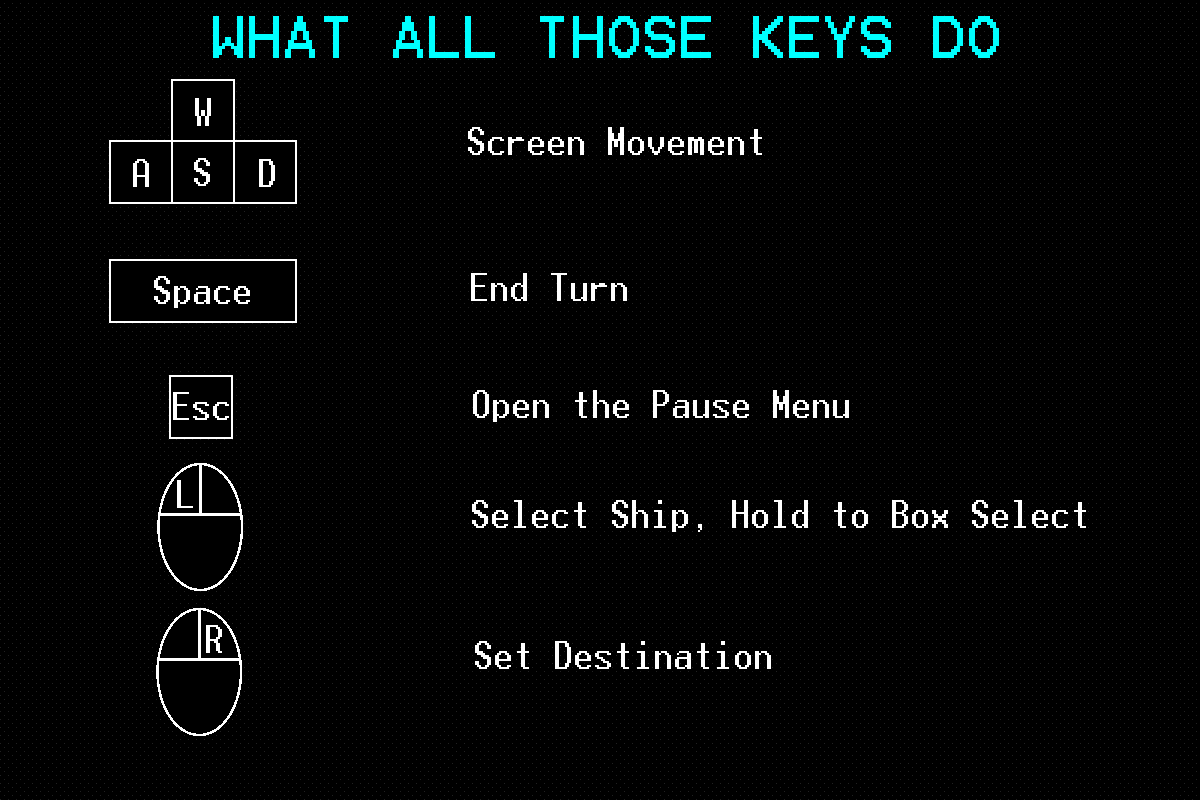 WHAT ALL THOSE KEYS DO
W
Screen Movement
A S D
Space
End Turn
Esc
Open the Pause Menu
L
Select Ship, Hold to Box Select
R
Set Destination